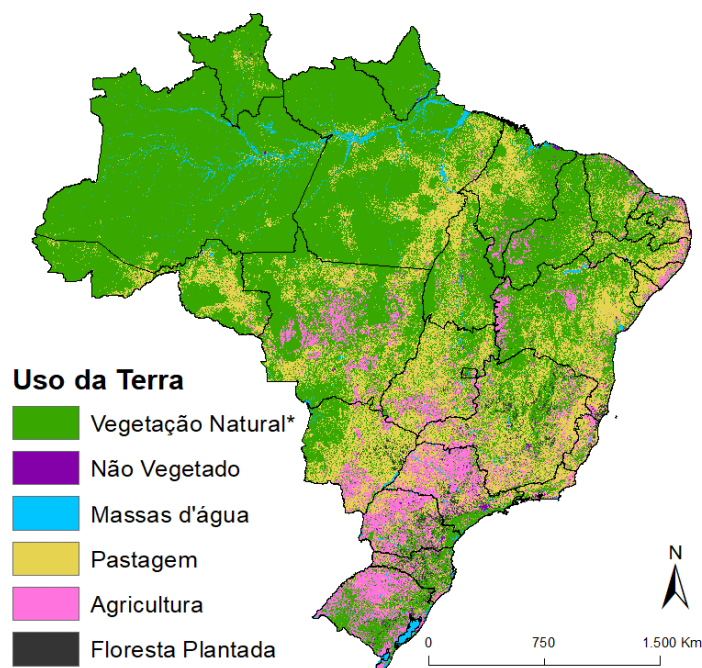 Uso da Terra
Vegetação Natural*
Não Vegetado
Massas d'água
Pastagem
Agricultura
Floresta Plantada
N
0 750 1.500 Km